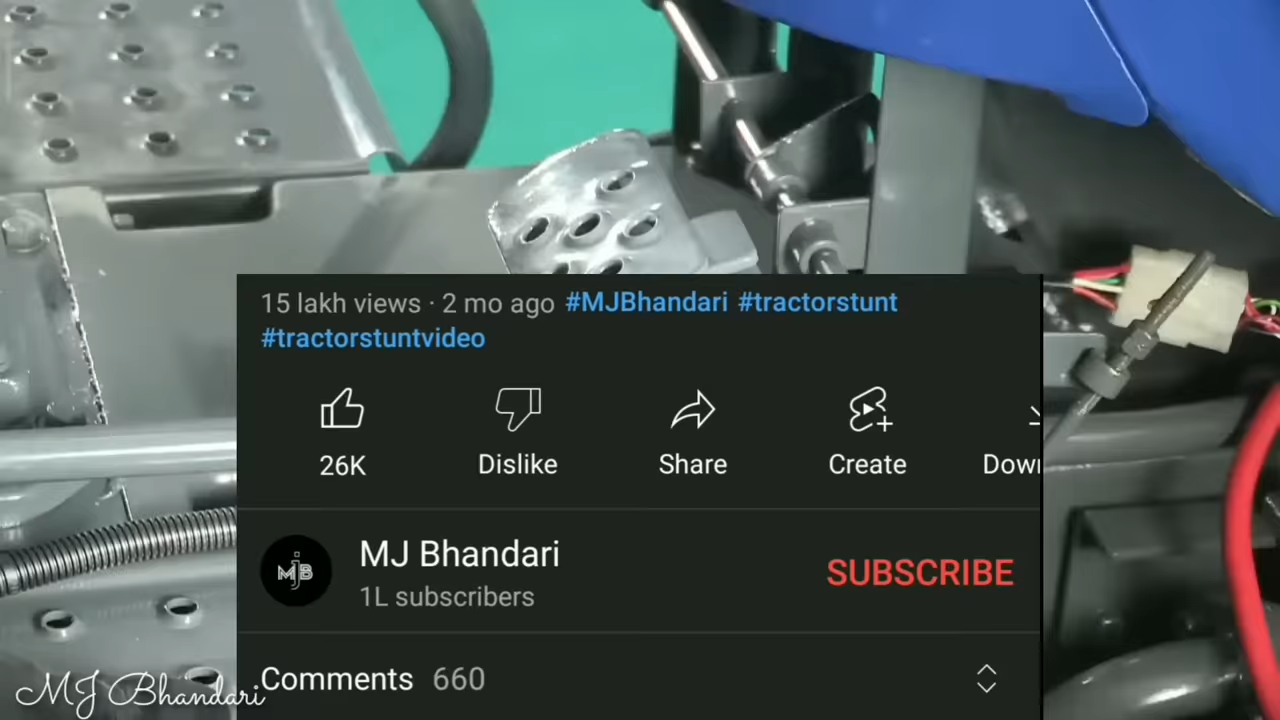 15 lakh views · 2 mo ago #MJBhandari #tractorstunt
#tractorstuntvideo
26K
Dislike
Share
Create
Down
MJB
MJ Bhandari
1L subscribers
SUBSCRIBE
Comments 660
MJ Bhandari